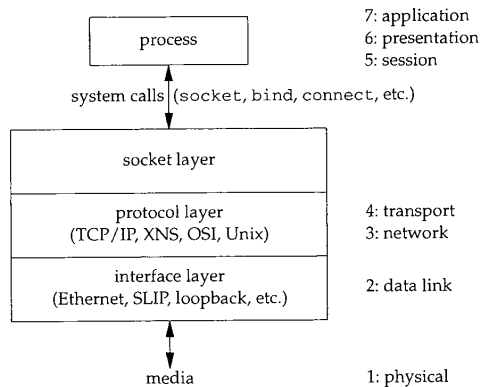 process
7: application
6: presentation
5: session
system calls (socket, bind, connect, etc.)
socket layer
protocol layer
(TCP/IP, XNS, OSI, Unix)
4: transport
3: network
interface layer
(Ethernet, SLIP, loopback, etc.)
2: data link
media
1: physical